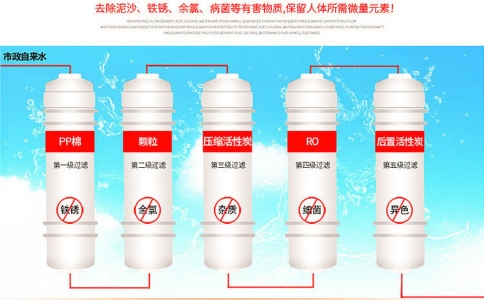 去除泥沙、铁锈、余氯、病菌等有害物质,保留人体所需做量元素!
市政自来水
PP棉
颗粒
压缩活性炭
RO
后置活性炭
第一级过滤
第二级过滤
第三级过滤
第四级过滤
第五级过滤
铁锈
余氯
杂质
细菌
异色